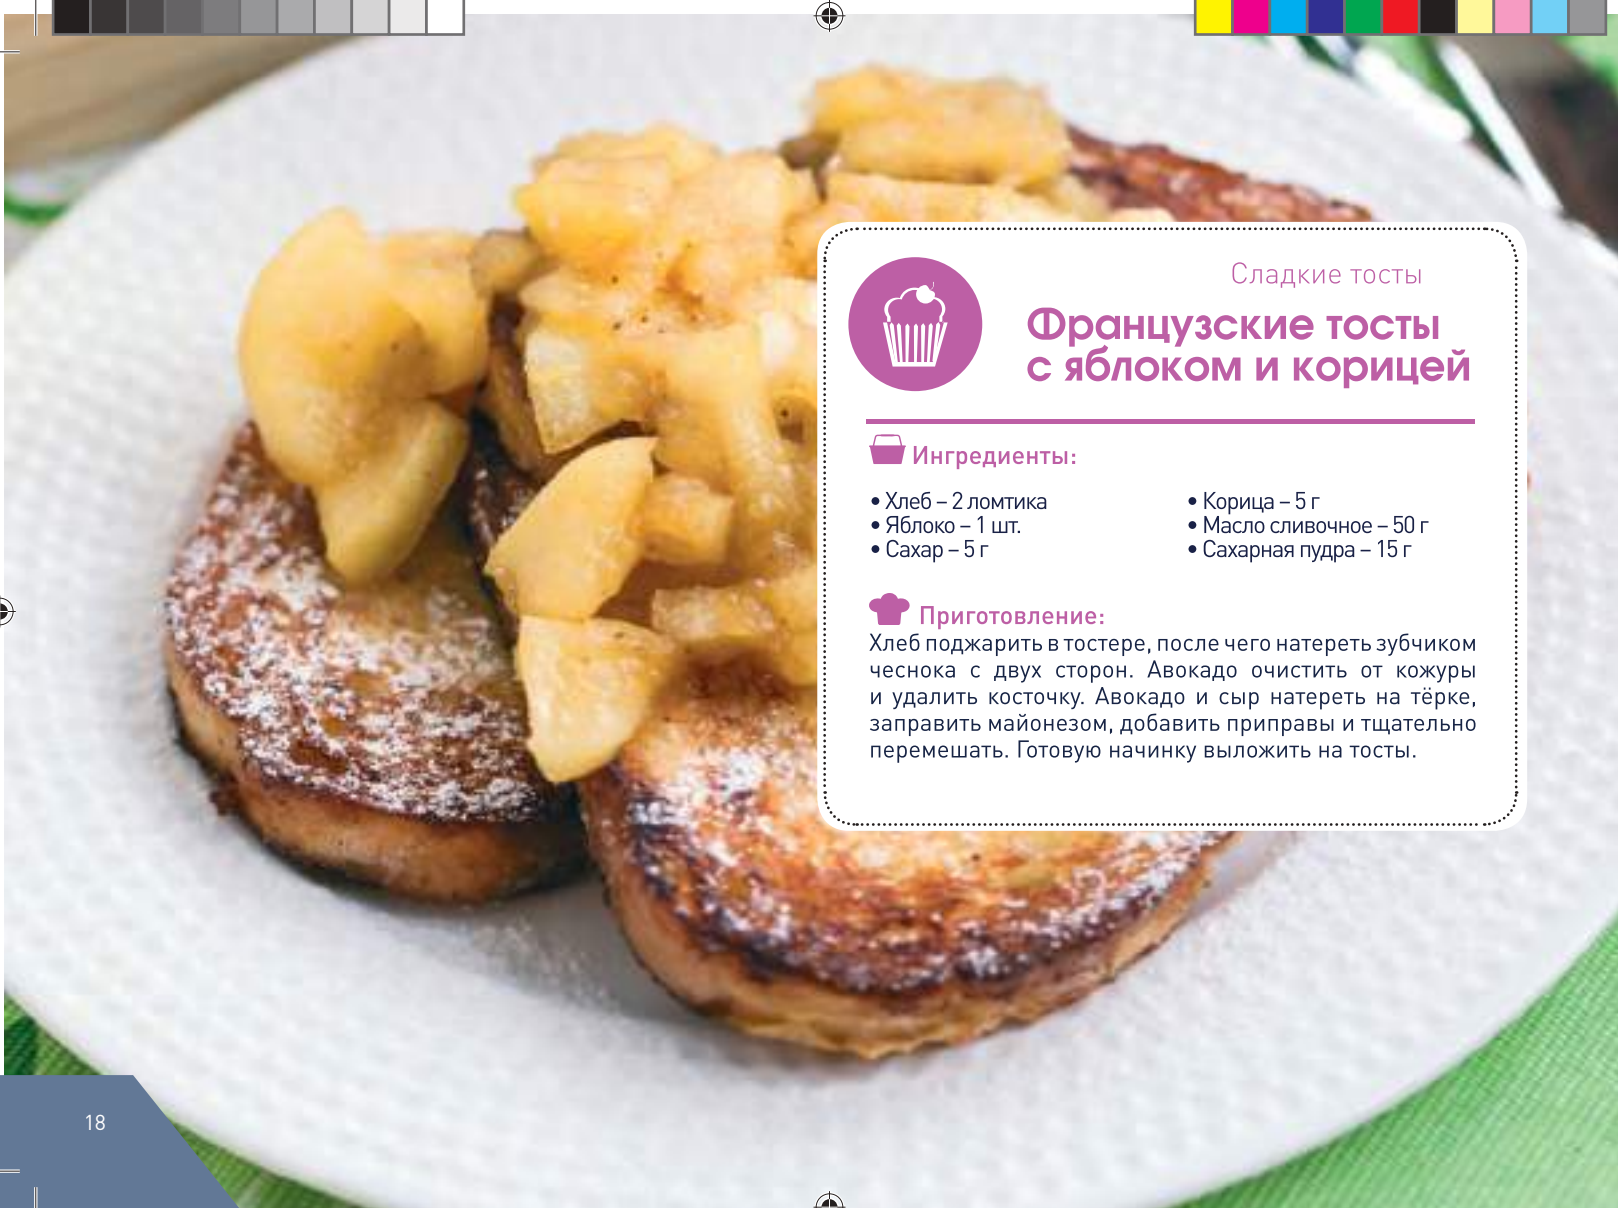 Сладкие тосты
Французские тосты
с яблоком и корицей
Ингредиенты:
• Хлеб – 2 ломтика
• Яблоко – 1 шт.
• Сахар – 5 г
• Корица – 5 г
• Масло сливочное – 50 г
• Сахарная пудра – 15 г
Приготовление:
Хлеб поджарить в тостере, после чего натереть зубчиком
чеснока с двух сторон. Авокадо очистить от кожуры
и удалить косточку. Авокадо и сыр натереть на тёрке,
заправить майонезом, добавить приправы и тщательно
перемешать. Готовую начинку выложить на тосты.
18